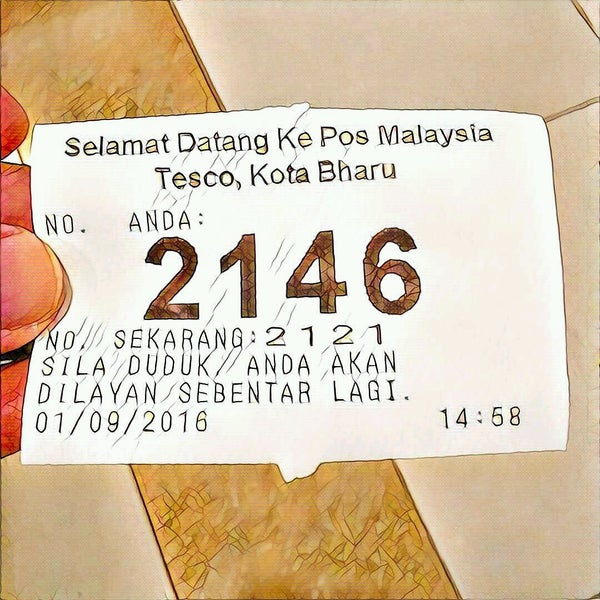 Selamat Datang Ke Pos Malaysia
Tesco, Kota Bharu
NO. ANDA:
2146
NO. SEKARANG:2121
SILA DUDUK, ANDA AKAN
DILAYAN SEBENTAR LAGI.
01/09/2016 14:58